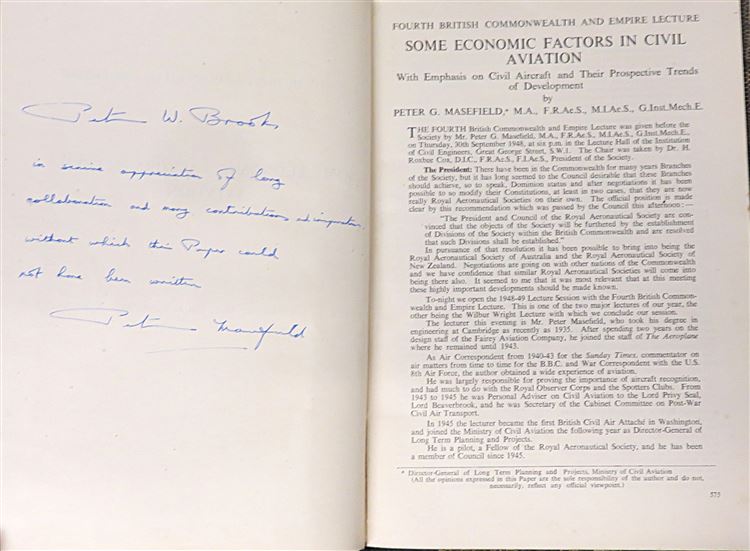 Peter W. Brooks
in sincere appreciation of long
collaboration and many contributions and inspiration
without which this Paper could
not have been written
Peter Masefield
FOURTH BRITISH COMMONWEALTH AND EMPIRE LECTURE
SOME ECONOMIC FACTORS IN CIVIL
AVIATION
With Emphasis on Civil Aircraft and Their Prospective Trends
of Development
by
PETER G. MASEFIELD,* M.A., F.R.Ae.S., M.I.Ae.S., G.Inst.Mech.E.
THE FOURTH British Commonwealth and Empire Lecture was given before the
Society by Mr. Peter G. Masefield, M.A., F.R.Ae.S., M.I.Ae.S., G.Inst.Mech.E.,
on Thursday, 30th September 1948, at six p.m. in the Lecture Hall of the Institution
of Civil Engineers, Great George Street, S.W.1. The Chair was taken by Dr. H.
Roxbee Cox, D.I.C., F.R.Ae.S., F.I.Ae.S., President of the Society.
The President: There have been in the Commonwealth for many years Branches
of the Society, but it has long seemed to the Council desirable that these Branches
should achieve, so to speak, Dominion status and after negotiations it has been
possible to so modify their Constitutions, at least in two cases, that they are now
really Royal Aeronautical Societies on their own. The official position is made
clear by this recommendation which was passed by the Council this afternoon:—
"The President and Council of the Royal Aeronautical Society are con-
vinced that the objects of the Society will be furthered by the establishment
of Divisions of the Society within the British Commonwealth and are resolved
that such Divisions shall be established."
In pursuance of that resolution it has been possible to bring into being the
Royal Aeronautical Society of Australia and the Royal Aeronautical Society of
New Zealand. Negotiations are going on with other nations of the Commonwealth
and we have confidence that similar Royal Aeronautical Societies will come into
being there also. It seemed to me that it was most relevant that at this meeting
these highly important developments should be made known.
To-night we open the 1948-49 Lecture Session with the Fourth British Common-
wealth and Empire Lecture. This is one of the two major lectures of our year, the
other being the Wilbur Wright Lecture with which we conclude our session.
The lecturer this evening is Mr. Peter Masefield, who took his degree in
engineering at Cambridge as recently as 1935. After spending two years on the
design staff of the Fairey Aviation Company, he joined the staff of The Aeroplane
where he remained until 1943.
As Air Correspondent from 1940-43 for the Sunday Times, commentator on
air matters from time to time for the B.B.C. and War Correspondent with the U.S.
8th Air Force, the author obtained a wide experience of aviation.
He was largely responsible for proving the importance of aircraft recognition,
and had much to do with the Royal Observer Corps and the Spotters Clubs. From
1943 to 1945 he was Personal Adviser on Civil Aviation to the Lord Privy Seal,
Lord Beaverbrook, and he was Secretary of the Cabinet Committee on Post-War
Civil Air Transport.
In 1945 the lecturer became the first British Civil Air Attaché in Washington,
and joined the Ministry of Civil Aviation the following year as Director-General of
Long Term Planning and Projects.
He is a pilot, a Fellow of the Royal Aeronautical Society, and he has been
a member of Council since 1945.
* Director-General of Long Term Planning and Projects, Ministry of Civil Aviation
(All the opinions expressed in this Paper are the sole responsibility of the author and do not,
necessarily, reflect any official viewpoint.)
575